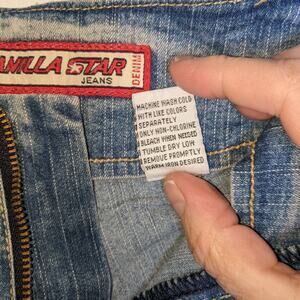 ANILLA STAR
JEANS
DENIM
MACHINE WASH COLD
WITH LIKE COLORS
SEPARATELY
ONLY NON-CHLORINE
BLEACH WHEN NEEDED
TUMBLE DRY LOW
REMOVE PROMPTLY
WARM IRON DESIRED